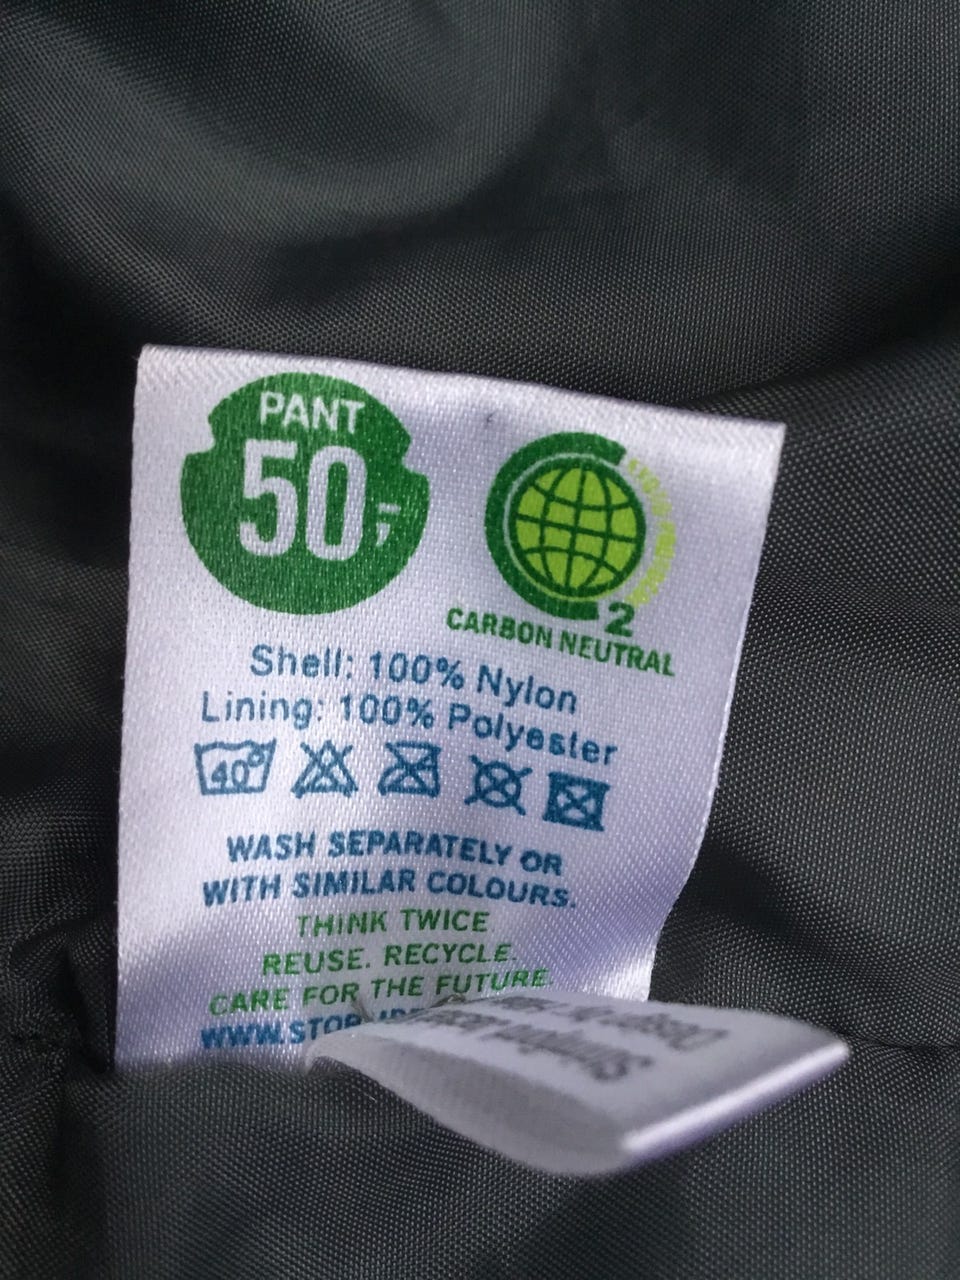 PANT
50,-
2
CARBON NEUTRAL
Shell: 100% Nylon
Lining: 100% Polyester
40°
WASH SEPARATELY OR
WITH SIMILAR COLOURS.
THINK TWICE
REUSE. RECYCLE.
CARE FOR THE FUTURE.